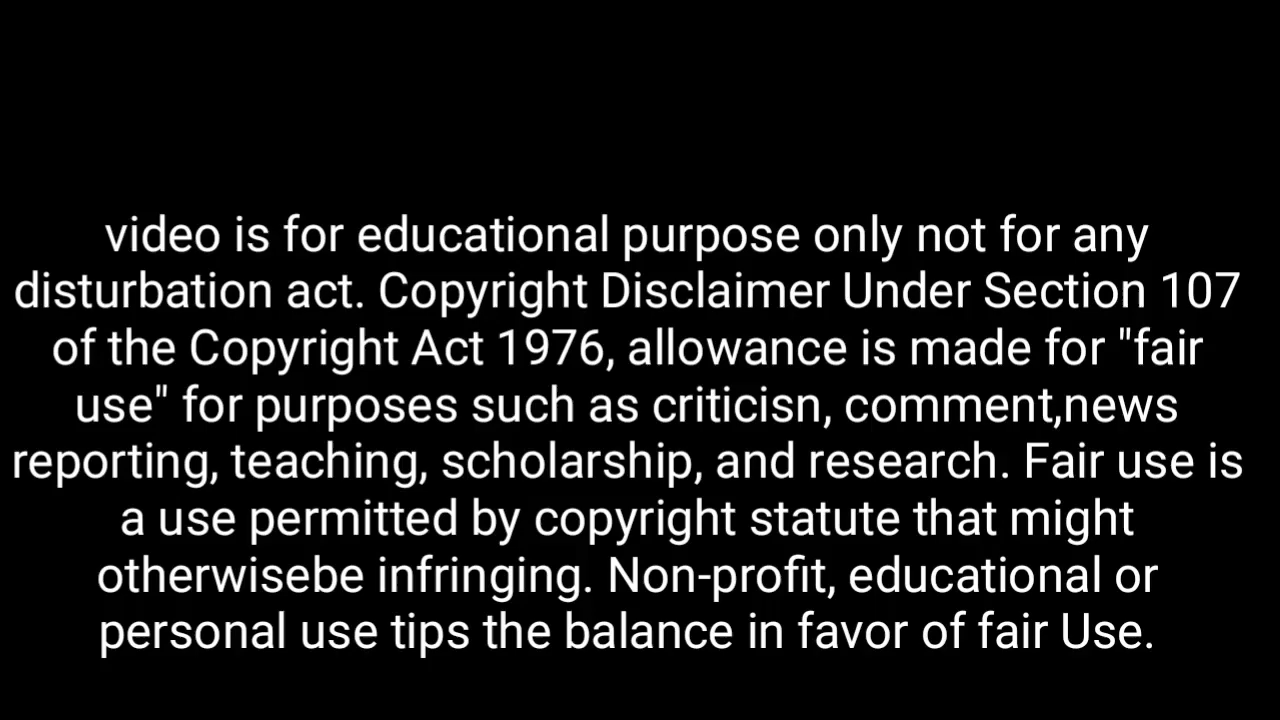 video is for educational purpose only not for any
disturbation act. Copyright Disclaimer Under Section 107
of the Copyright Act 1976, allowance is made for "fair
use" for purposes such as criticisn, comment,news
reporting, teaching, scholarship, and research. Fair use is
a use permitted by copyright statute that might
otherwisebe infringing. Non-profit, educational or
personal use tips the balance in favor of fair Use.